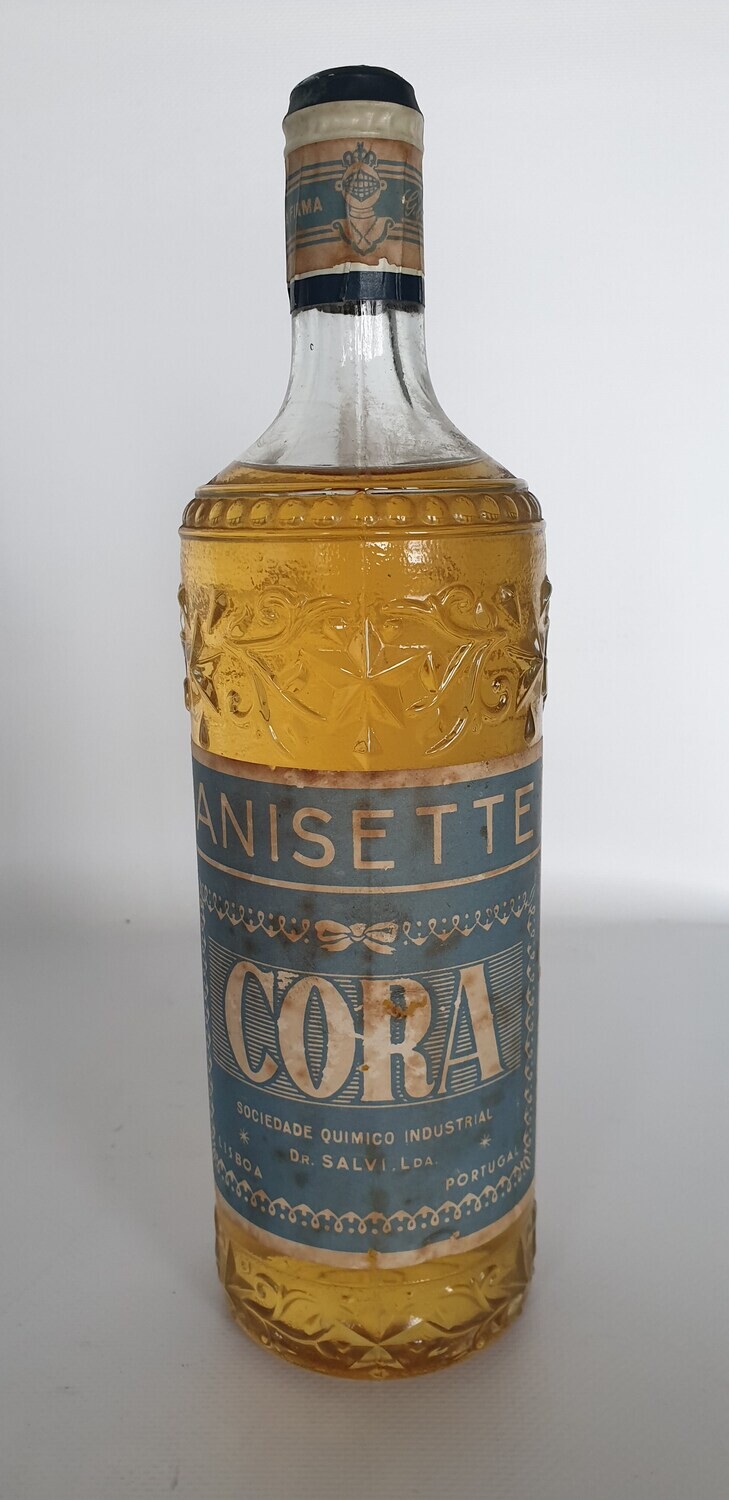 ANISETTE
CORA
SOCIEDADE QUIMICO INDUSTRIAL
DR. SALVI. LDA.
LISBOA
PORTUGAL